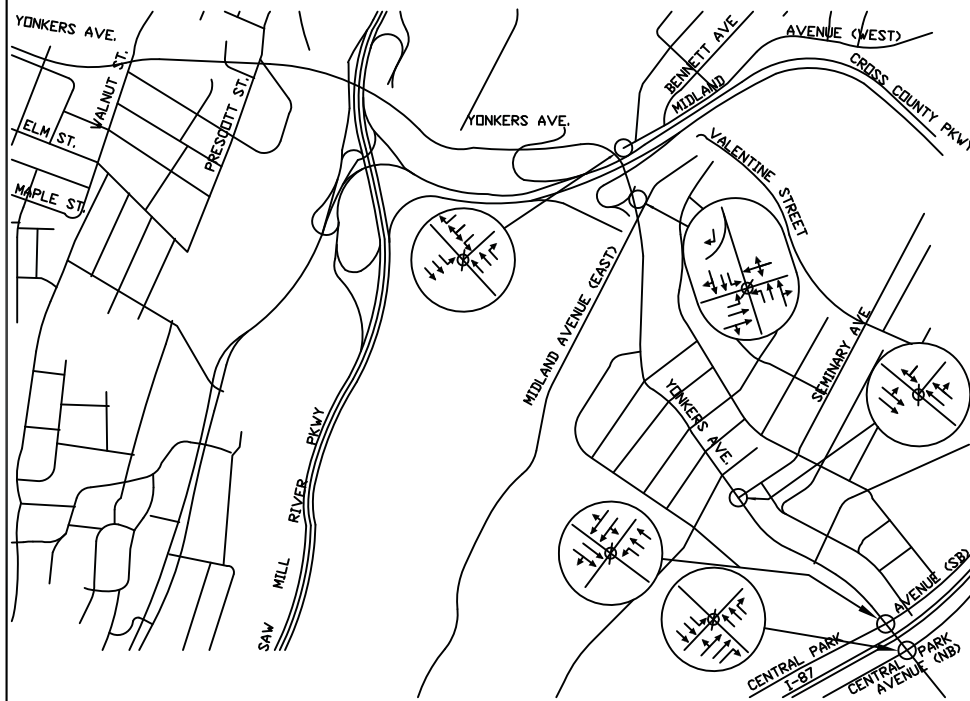 YONKERS AVE.
WALNUT ST.
PRESCOTT ST.
ELM ST.
MAPLE ST.
YONKERS AVE.
BENNETT AVE
MIDLAND
AVENUE (WEST)
CROSS COUNTY PKWY
VALENTINE STREET
MIDLAND AVENUE (EAST)
SEMINARY AVE
YONKERS AVE.
SAW MILL RIVER PKWY
CENTRAL PARK
AVENUE (SB)
I-87
CENTRAL PARK
AVENUE (NB)